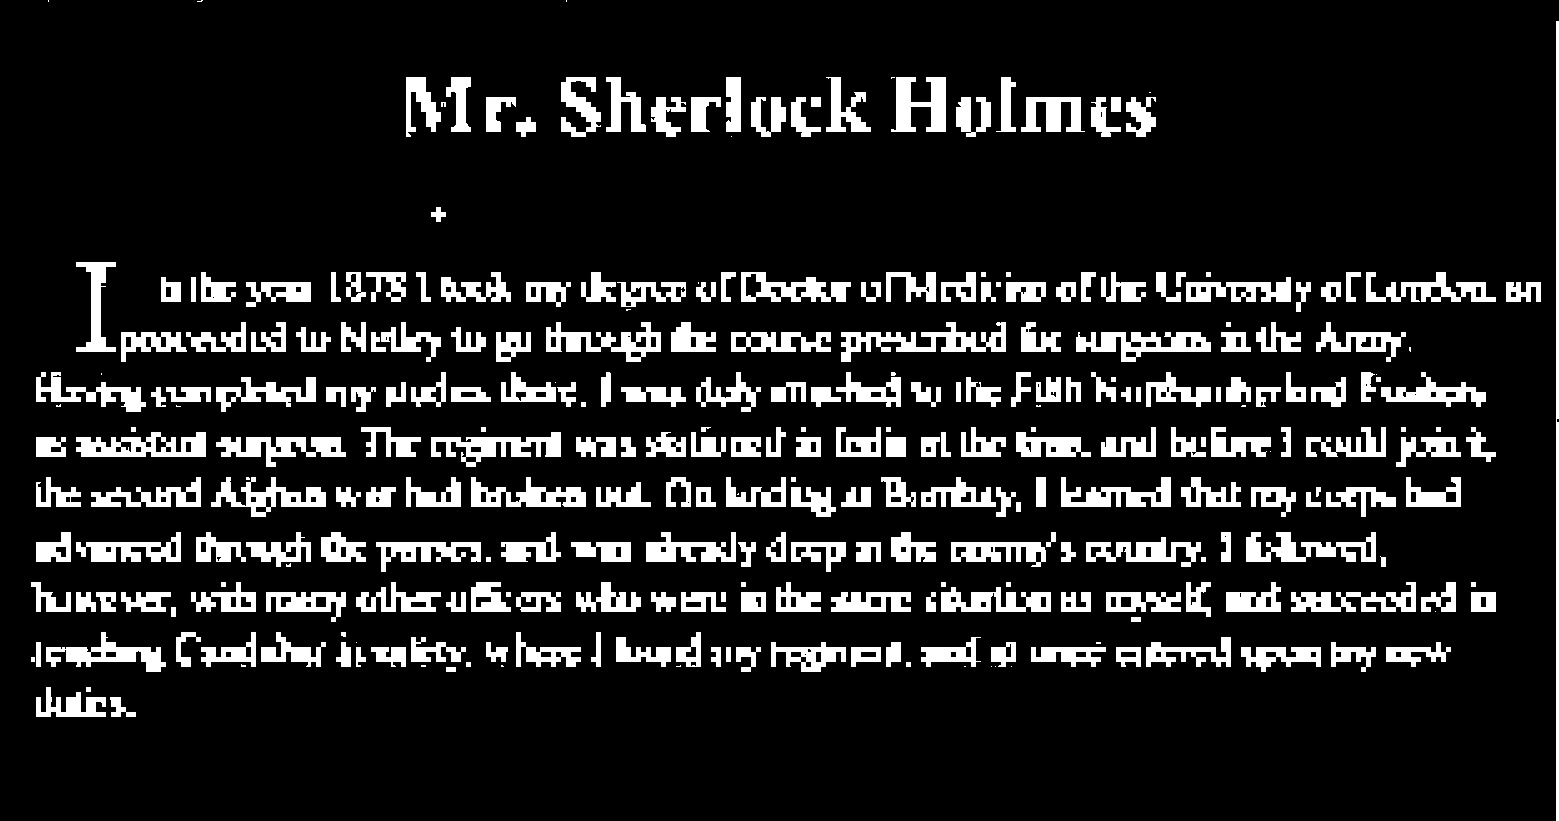 Mr. Sherlock Holmes
In the year 1878 I took my degree of Doctor of Medicine of the University of London, an
proceeded to Netley to go through the course prescribed for surgeons in the Army.
Having completed my studies there, I was duly attached to the Fifth Northumberland Fusiliers
as assistant surgeon. The regiment was stationed in India at the time, and before I could join it,
the second Afghan war had broken out. On landing at Bombay, I learned that my corps had
advanced through the passes, and was already deep in the enemy's country. I followed,
however, with many other officers who were in the same situation as myself, and succeeded in
reaching Candahar in safety, where I found my regiment, and at once entered upon my new
duties.